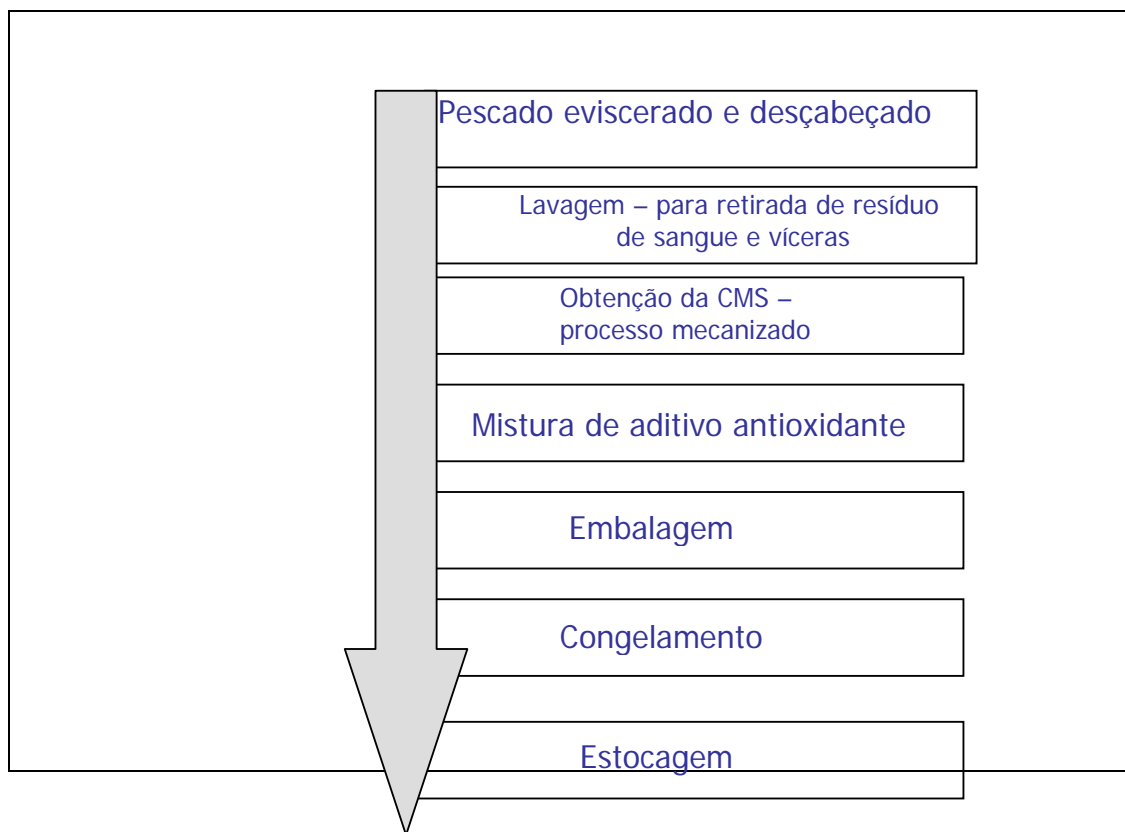 Pescado eviscerado e desçabeçado
Lavagem – para retirada de resíduo
de sangue e víceras
Obtenção da CMS –
processo mecanizado
Mistura de aditivo antioxidante
Embalagem
Congelamento
Estocagem